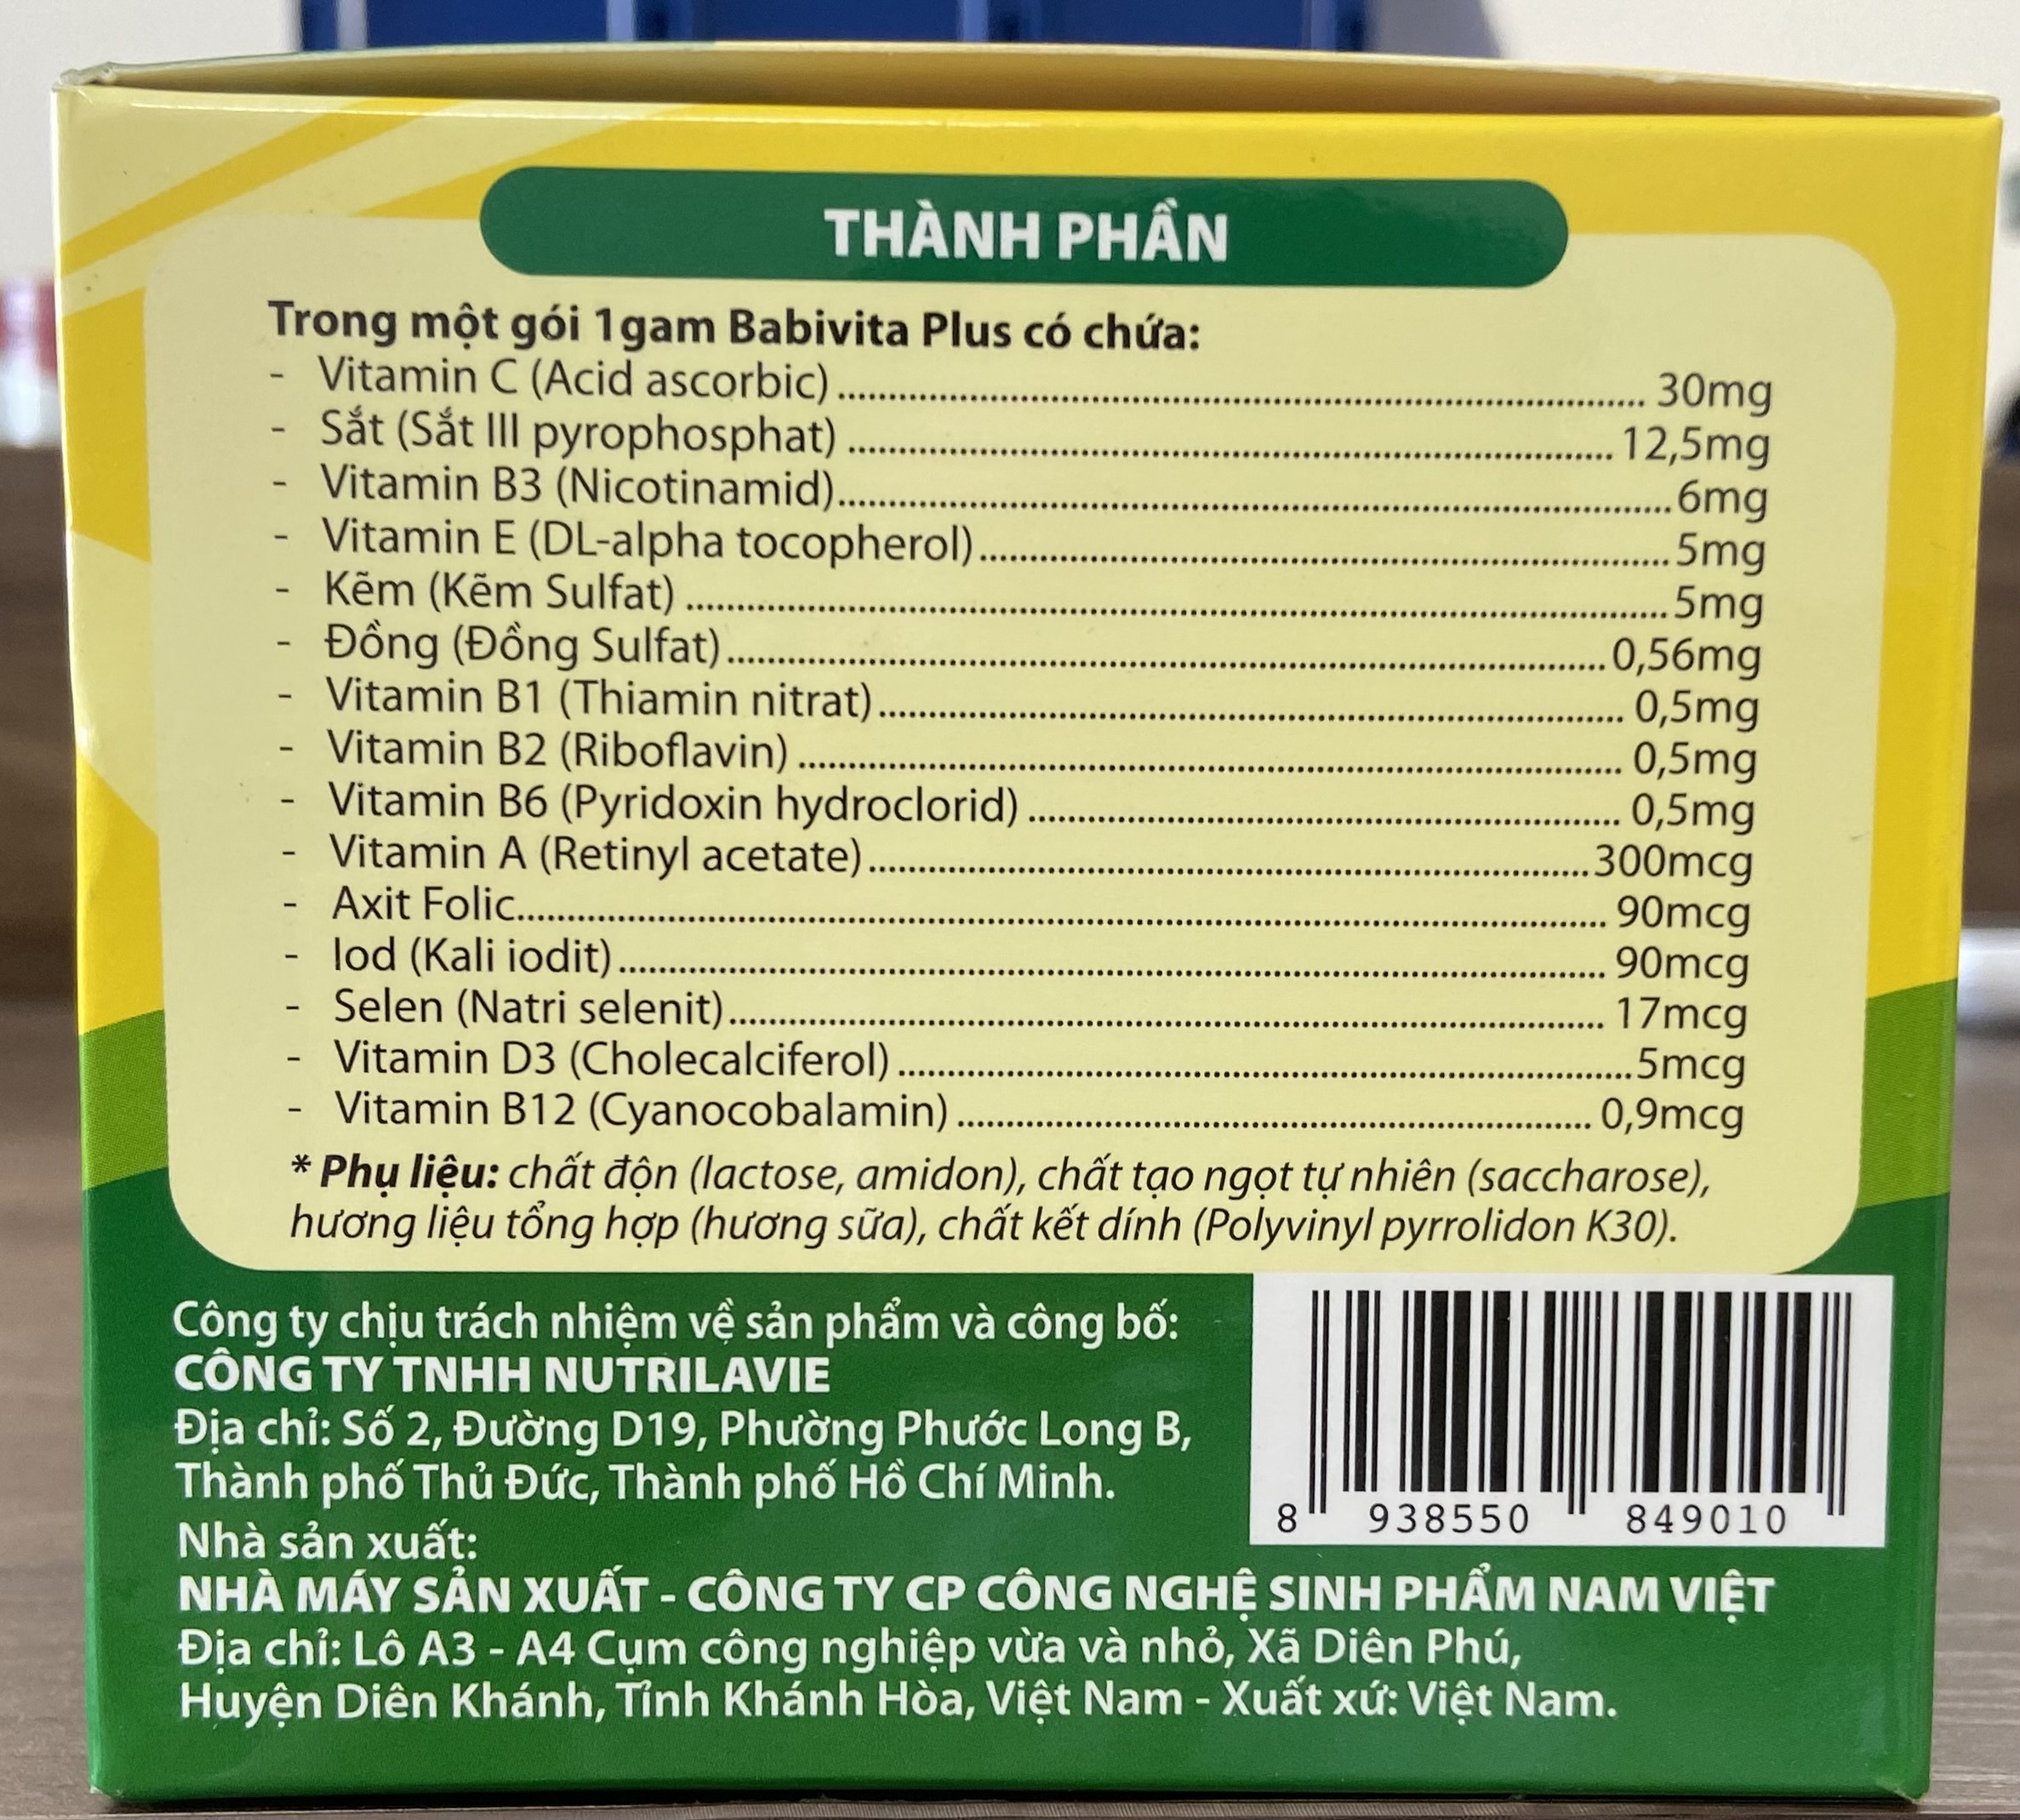 THÀNH PHẦN
Trong một gói 1gam Babivita Plus có chứa:
- Vitamin C (Acid ascorbic) ........ 30mg
- Sắt (Sắt III pyrophosphat) ........ 12,5mg
- Vitamin B3 (Nicotinamid)........ 6mg
- Vitamin E (DL-alpha tocopherol)........ 5mg
- Kẽm (Kẽm Sulfat) ........ 5mg
- Đồng (Đồng Sulfat)........ 0,56mg
- Vitamin B1 (Thiamin nitrat)........ 0,5mg
- Vitamin B2 (Riboflavin) ........ 0,5mg
- Vitamin B6 (Pyridoxin hydroclorid) ........ 0,5mg
- Vitamin A (Retinyl acetate)........ 300mcg
- Axit Folic........ 90mcg
- Iod (Kali iodit)........ 90mcg
- Selen (Natri selenit)........ 17mcg
- Vitamin D3 (Cholecalciferol) ........ 5mcg
- Vitamin B12 (Cyanocobalamin) ........ 0,9mcg
* Phụ liệu: chất độn (lactose, amidon), chất tạo ngọt tự nhiên (saccharose),
hương liệu tổng hợp (hương sữa), chất kết dính (Polyvinyl pyrrolidon K30).
Công ty chịu trách nhiệm về sản phẩm và công bố:
CÔNG TY TNHH NUTRILAVIE
Địa chỉ: Số 2, Đường D19, Phường Phước Long B,
Thành phố Thủ Đức, Thành phố Hồ Chí Minh.
8 938550 849010
Nhà sản xuất:
NHÀ MÁY SẢN XUẤT - CÔNG TY CP CÔNG NGHỆ SINH PHẨM NAM VIỆT
Địa chỉ: Lô A3 - A4 Cụm công nghiệp vừa và nhỏ, Xã Diên Phú,
Huyện Diên Khánh, Tỉnh Khánh Hòa, Việt Nam - Xuất xứ: Việt Nam.